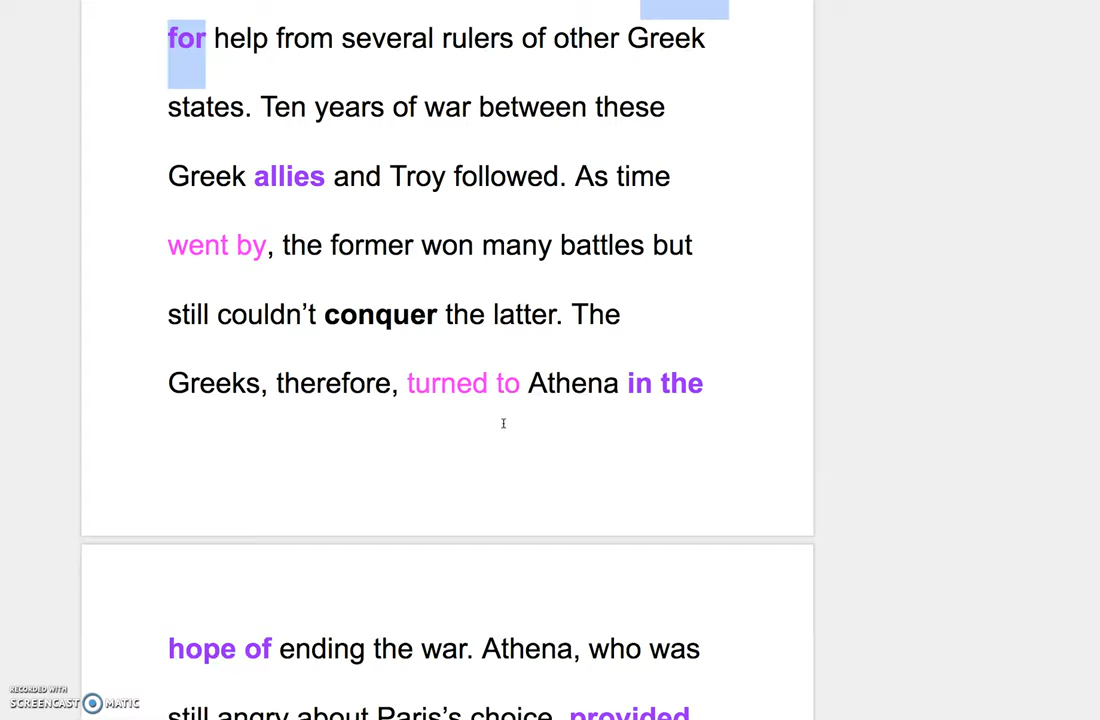 for help from several rulers of other Greek
states. Ten years of war between these
Greek allies and Troy followed. As time
went by, the former won many battles but
still couldn’t conquer the latter. The
Greeks, therefore, turned to Athena in the
hope of ending the war. Athena, who was
still angry about Paris’s choice, provided
RECORDED WITH
SCREENCAST MATIC